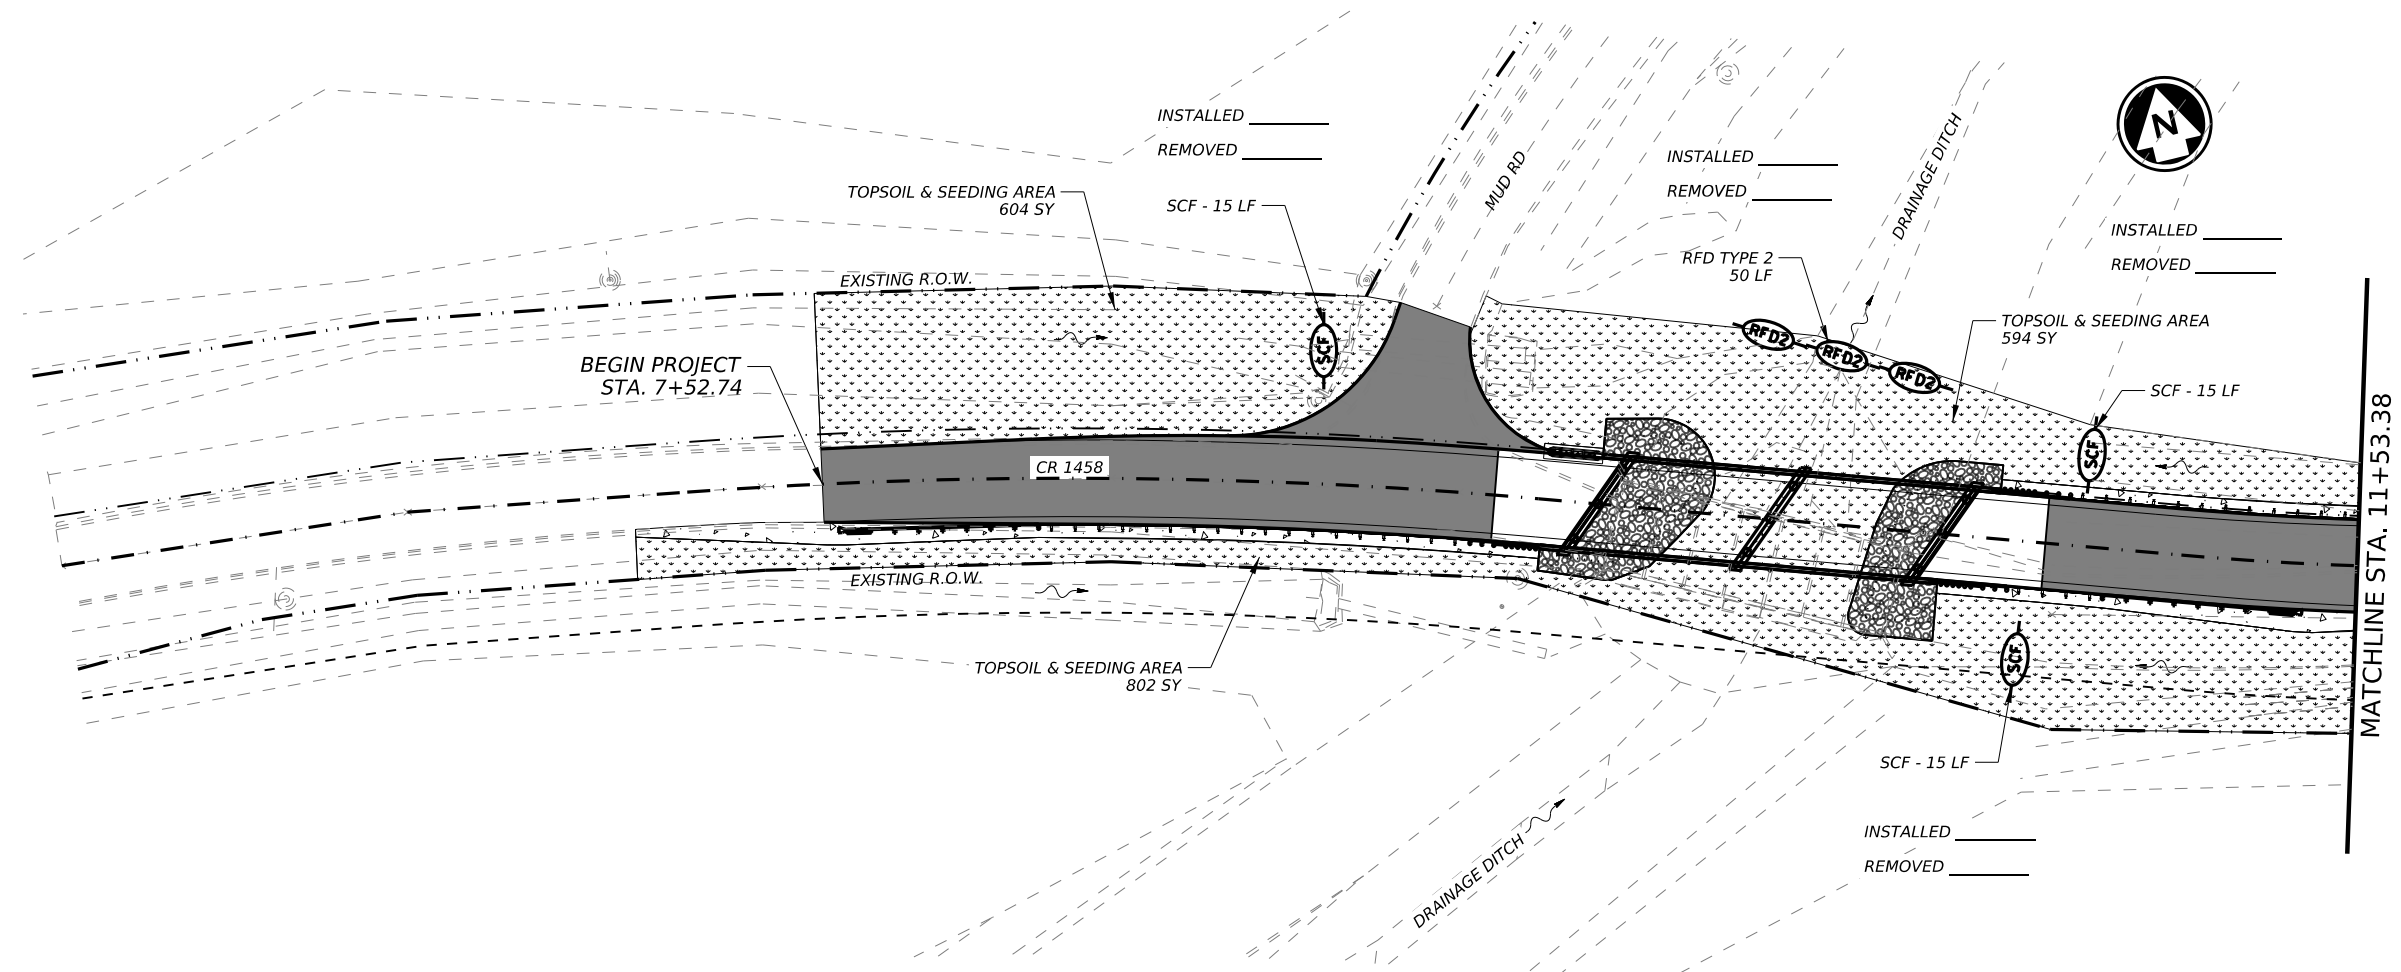 INSTALLED
REMOVED
TOPSOIL & SEEDING AREA
604 SY
SCF - 15 LF
MUD RD
INSTALLED
REMOVED
DRAINAGE DITCH
N
INSTALLED
REMOVED
RFD TYPE 2
50 LF
EXISTING R.O.W.
TOPSOIL & SEEDING AREA
594 SY
RFD2
RFD2
RFD2
SCF
BEGIN PROJECT
STA. 7+52.74
SCF - 15 LF
SCF
CR 1458
MATCHLINE STA. 11+53.38
EXISTING R.O.W.
TOPSOIL & SEEDING AREA
802 SY
SCF
SCF - 15 LF
DRAINAGE DITCH
INSTALLED
REMOVED